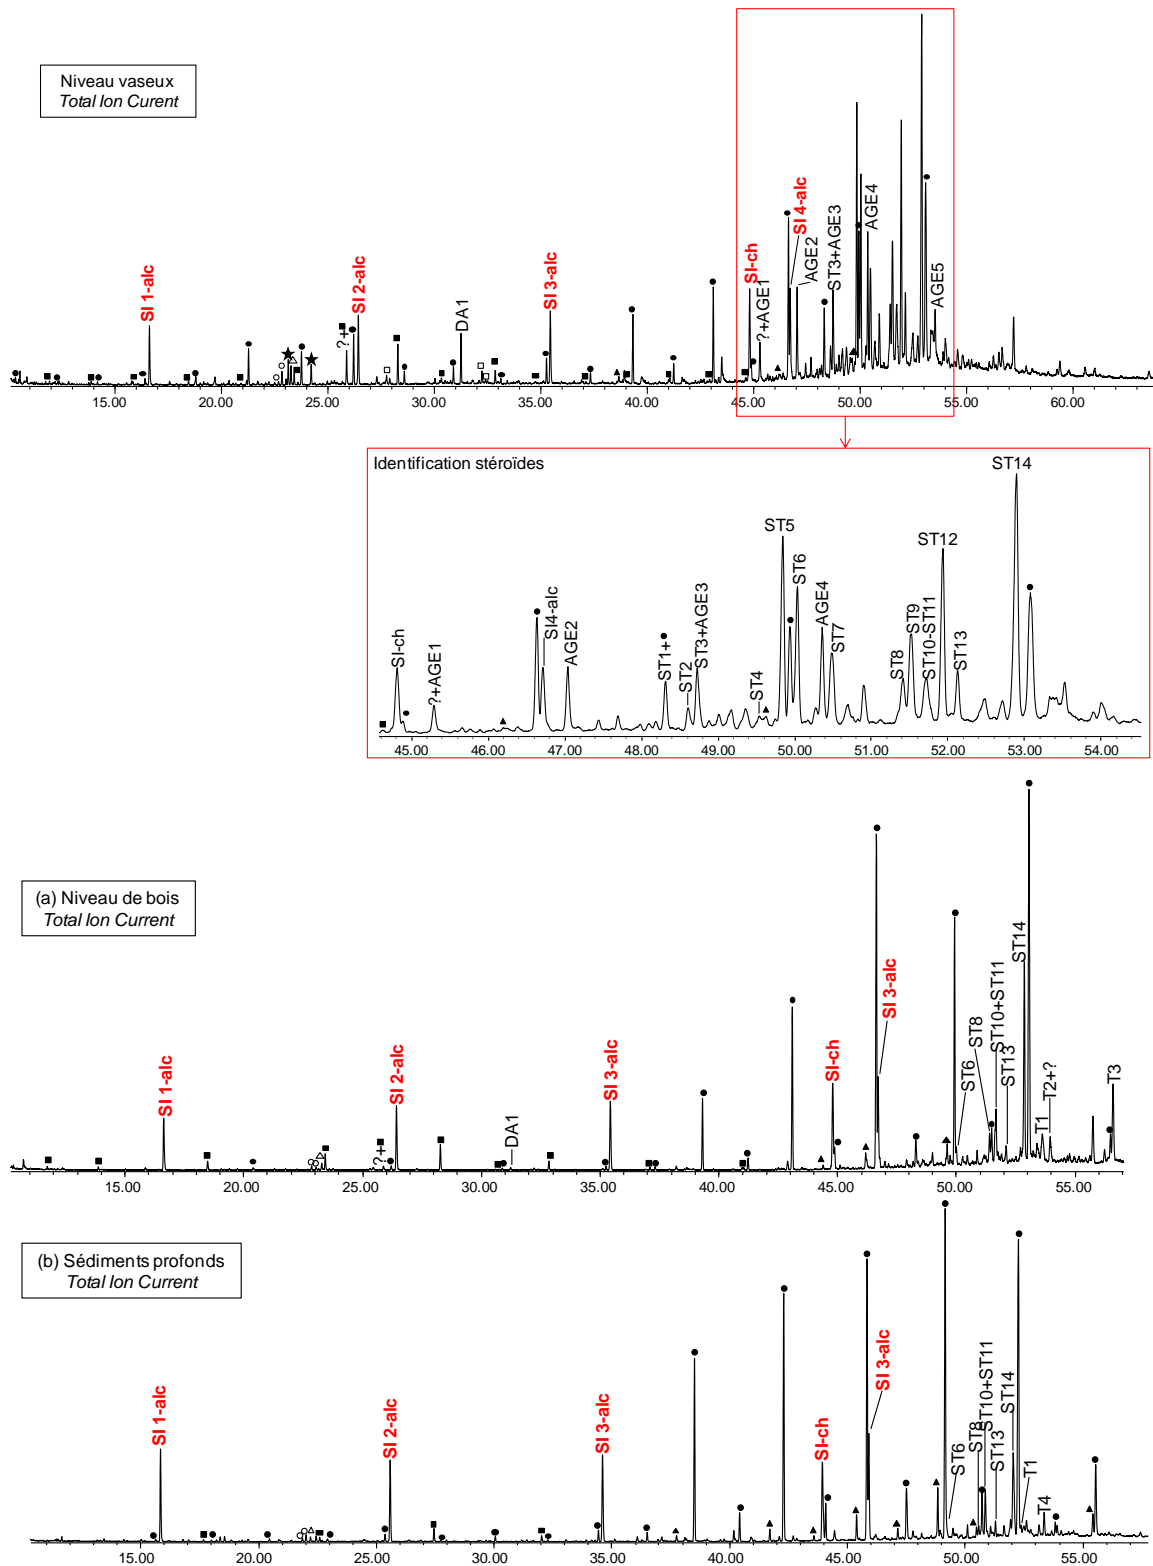 Niveau vaseux
Total Ion Curent
SI 1-alc
?+
SI 2-alc
DA1
SI 3-alc
SI-ch
?+AGE1
SI 4-alc
AGE2
ST3+AGE3
AGE4
AGE5
15.00 20.00 25.00 30.00 35.00 40.00 45.00 50.00 55.00 60.00
Identification stéroïdes
SI-ch
?+AGE1
SI4-alc
AGE2
ST1+
ST2
ST3+AGE3
ST4
ST5
ST6
AGE4
ST7
ST8
ST9
ST10-ST11
ST12
ST13
ST14
45.00 46.00 47.00 48.00 49.00 50.00 51.00 52.00 53.00 54.00
(a) Niveau de bois
Total Ion Current
SI 1-alc
?+
SI 2-alc
DA1
SI 3-alc
SI-ch
SI 3-alc
ST6
ST8
ST10+ST11
ST13
ST14
T1
T2+?
T3
15.00 20.00 25.00 30.00 35.00 40.00 45.00 50.00 55.00
(b) Sédiments profonds
Total Ion Current
SI 1-alc
SI 2-alc
SI 3-alc
SI-ch
SI 3-alc
ST6
ST8
ST10+ST11
ST13
ST14
T1
T4
15.00 20.00 25.00 30.00 35.00 40.00 45.00 50.00 55.00